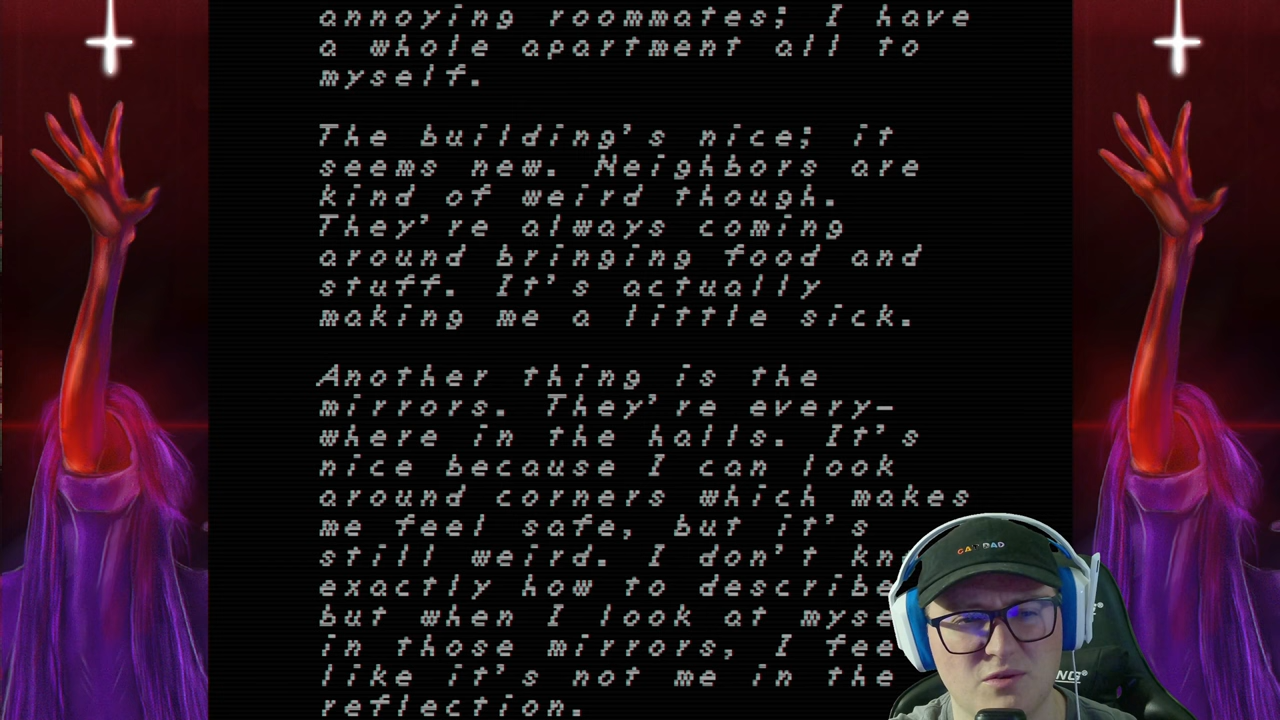 annoying roommates; I have
a whole apartment all to
myself.
The building's nice; it
seems new. Neighbors are
kind of weird though.
They're always coming
around bringing food and
stuff. It's actually
making me a little sick.
Another thing is the
mirrors. They're every-
where in the halls. It's
nice because I can look
around corners which makes
me feel safe, but it's
still weird. I don't
exactly how to describe
but when I look at
in those mirrors, I
like it's not me in the
reflection.
DAD